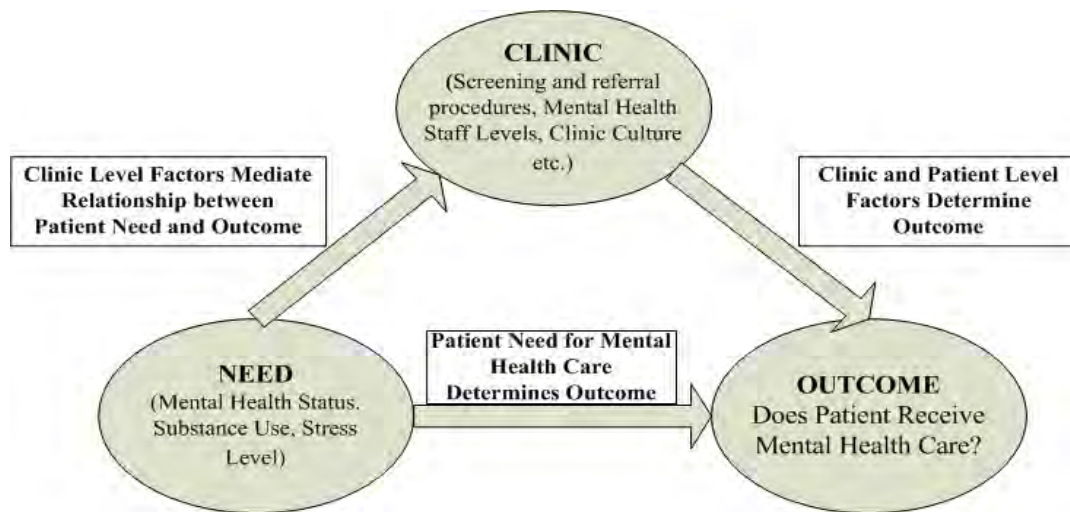 CLINIC
(Screening and referral
procedures, Mental Health
Staff Levels, Clinic Culture
etc.)
Clinic Level Factors Mediate
Relationship between
Patient Need and Outcome
Clinic and Patient Level
Factors Determine
Outcome
Patient Need for Mental
Health Care
Determines Outcome
NEED
(Mental Health Status.
Substance Use, Stress
Level)
OUTCOME
Does Patient Receive
Mental Health Care?